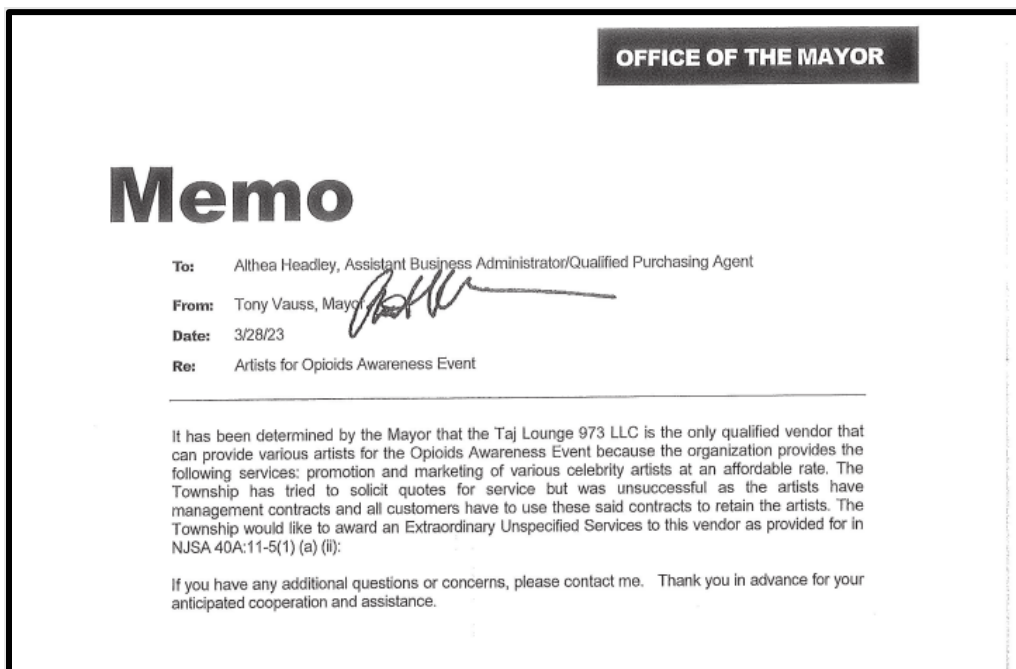 OFFICE OF THE MAYOR
Memo
To: Althea Headley, Assistant Business Administrator/Qualified Purchasing Agent
From: Tony Vauss, Mayor
Date: 3/28/23
Re: Artists for Opioids Awareness Event
It has been determined by the Mayor that the Taj Lounge 973 LLC is the only qualified vendor that
can provide various artists for the Opioids Awareness Event because the organization provides the
following services: promotion and marketing of various celebrity artists at an affordable rate. The
Township has tried to solicit quotes for service but was unsuccessful as the artists have
management contracts and all customers have to use these said contracts to retain the artists. The
Township would like to award an Extraordinary Unspecified Services to this vendor as provided for in
NJSA 40A:11-5(1) (a) (ii):
If you have any additional questions or concerns, please contact me. Thank you in advance for your
anticipated cooperation and assistance.